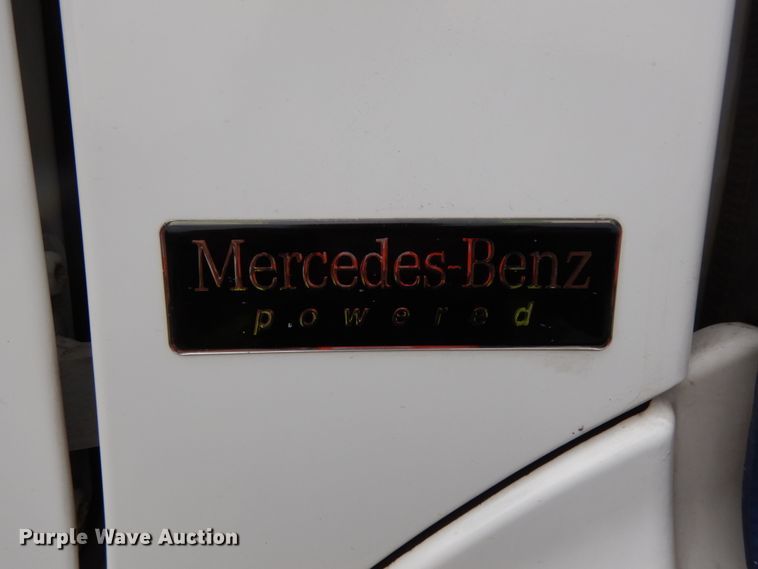 Mercedes-Benz
powered
Purple Wave Auction